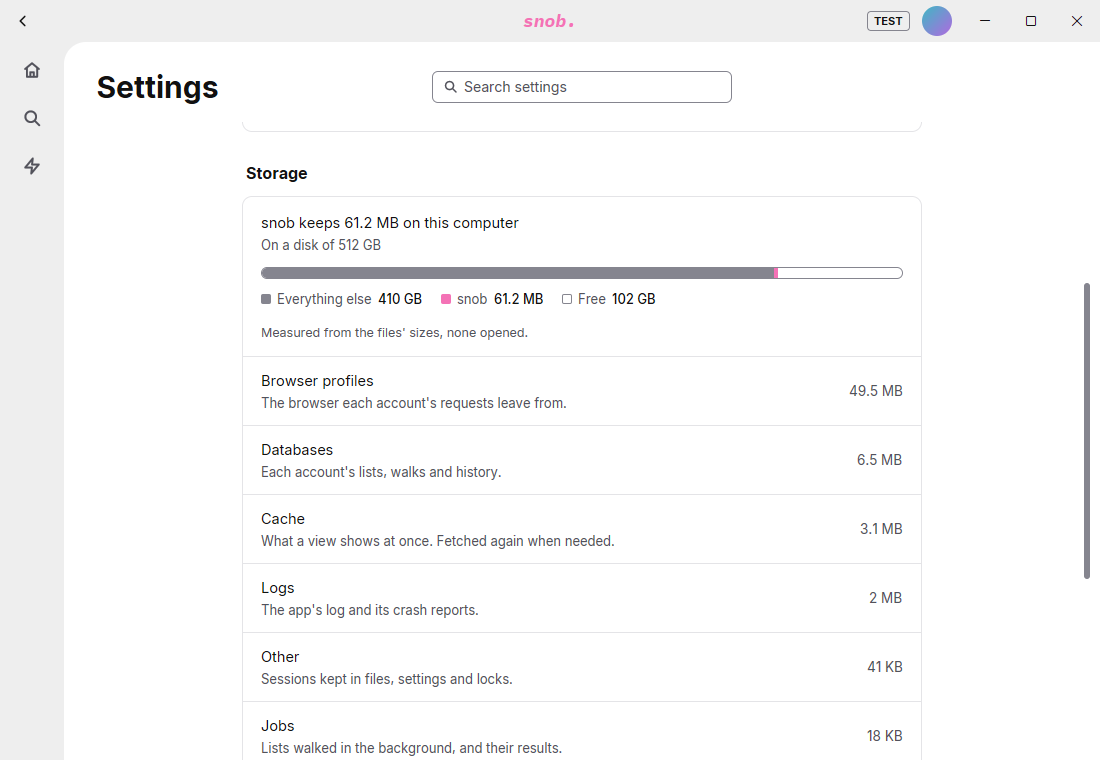 snob.
TEST
Settings
Search settings
Storage
snob keeps 61.2 MB on this computer
On a disk of 512 GB
Everything else 410 GB snob 61.2 MB Free 102 GB
Measured from the files' sizes, none opened.
Browser profiles
49.5 MB
The browser each account's requests leave from.
Databases
6.5 MB
Each account's lists, walks and history.
Cache
3.1 MB
What a view shows at once. Fetched again when needed.
Logs
2 MB
The app's log and its crash reports.
Other
41 KB
Sessions kept in files, settings and locks.
Jobs
18 KB
Lists walked in the background, and their results.